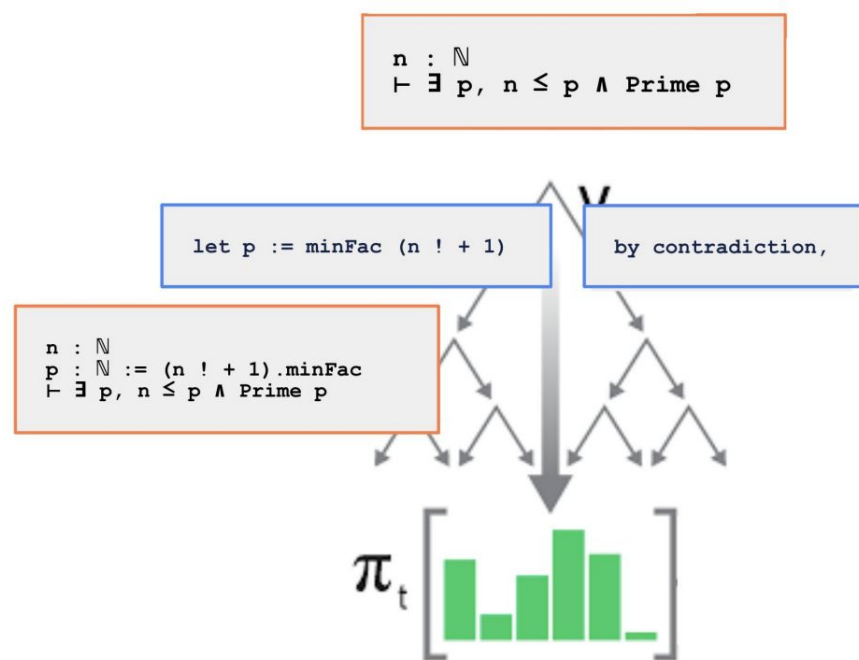 n : ℕ
⊢ ∃ p, n ≤ p ∧ Prime p
let p := minFac (n ! + 1)
by contradiction,
n : ℕ
p : ℕ := (n ! + 1).minFac
⊢ ∃ p, n ≤ p ∧ Prime p
π t